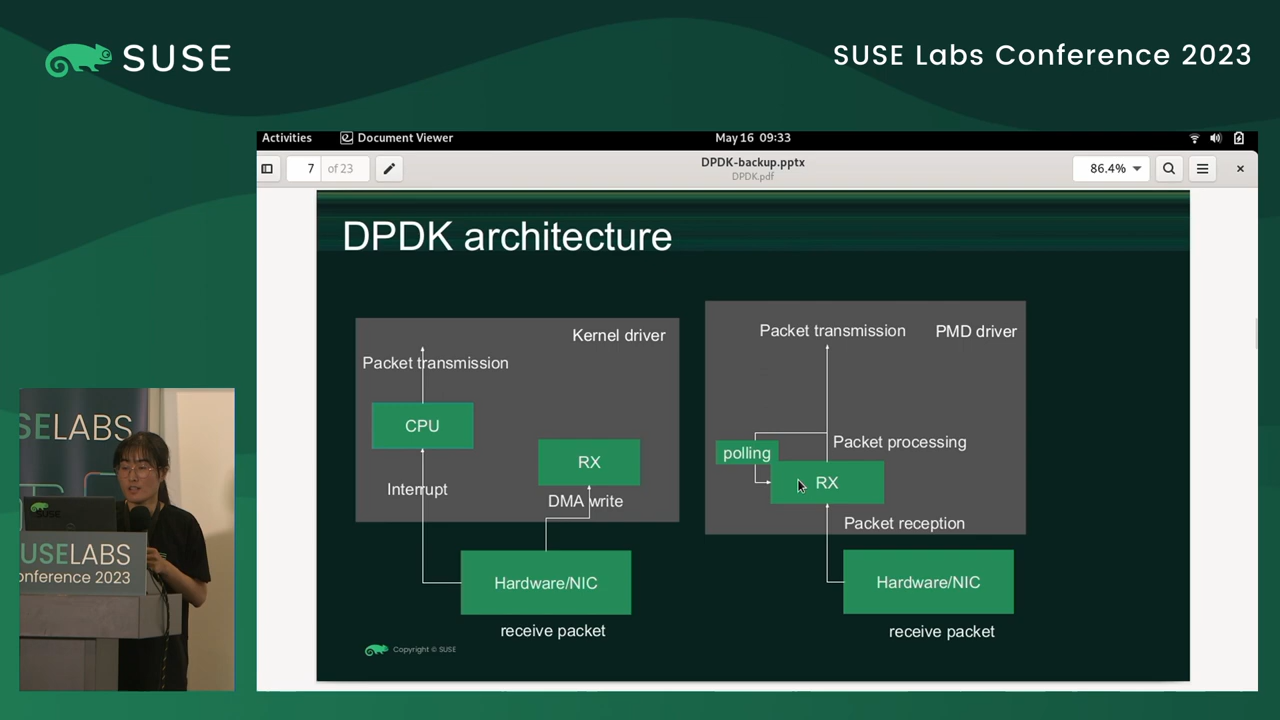 SUSE
SUSE Labs Conference 2023
Activities
Document Viewer
May 16 09:33
7
of 23
DPDK-backup.pptx
DPDK.pdf
86.4%
DPDK architecture
Kernel driver
Packet transmission
CPU
RX
Interrupt
DMA write
Hardware/NIC
receive packet
Packet transmission
PMD driver
polling
Packet processing
RX
Packet reception
Hardware/NIC
receive packet
Copyright © SUSE
SELABS
SUSE
USELABS
onference 2023